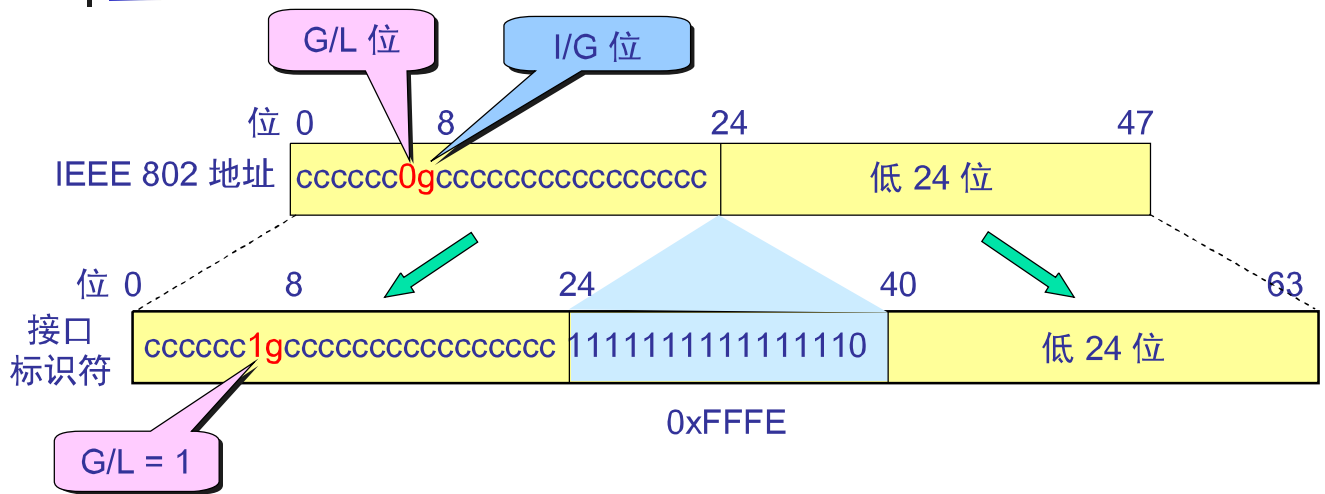 G/L 位
I/G 位
位 0 8 24 47
IEEE 802 地址
cccccc0gcccccccccccccccc
低 24 位
位 0 8 24 40 63
接口
标识符
cccccc1gcccccccccccccccc
1111111111111110
低 24 位
0xFFFE
G/L = 1